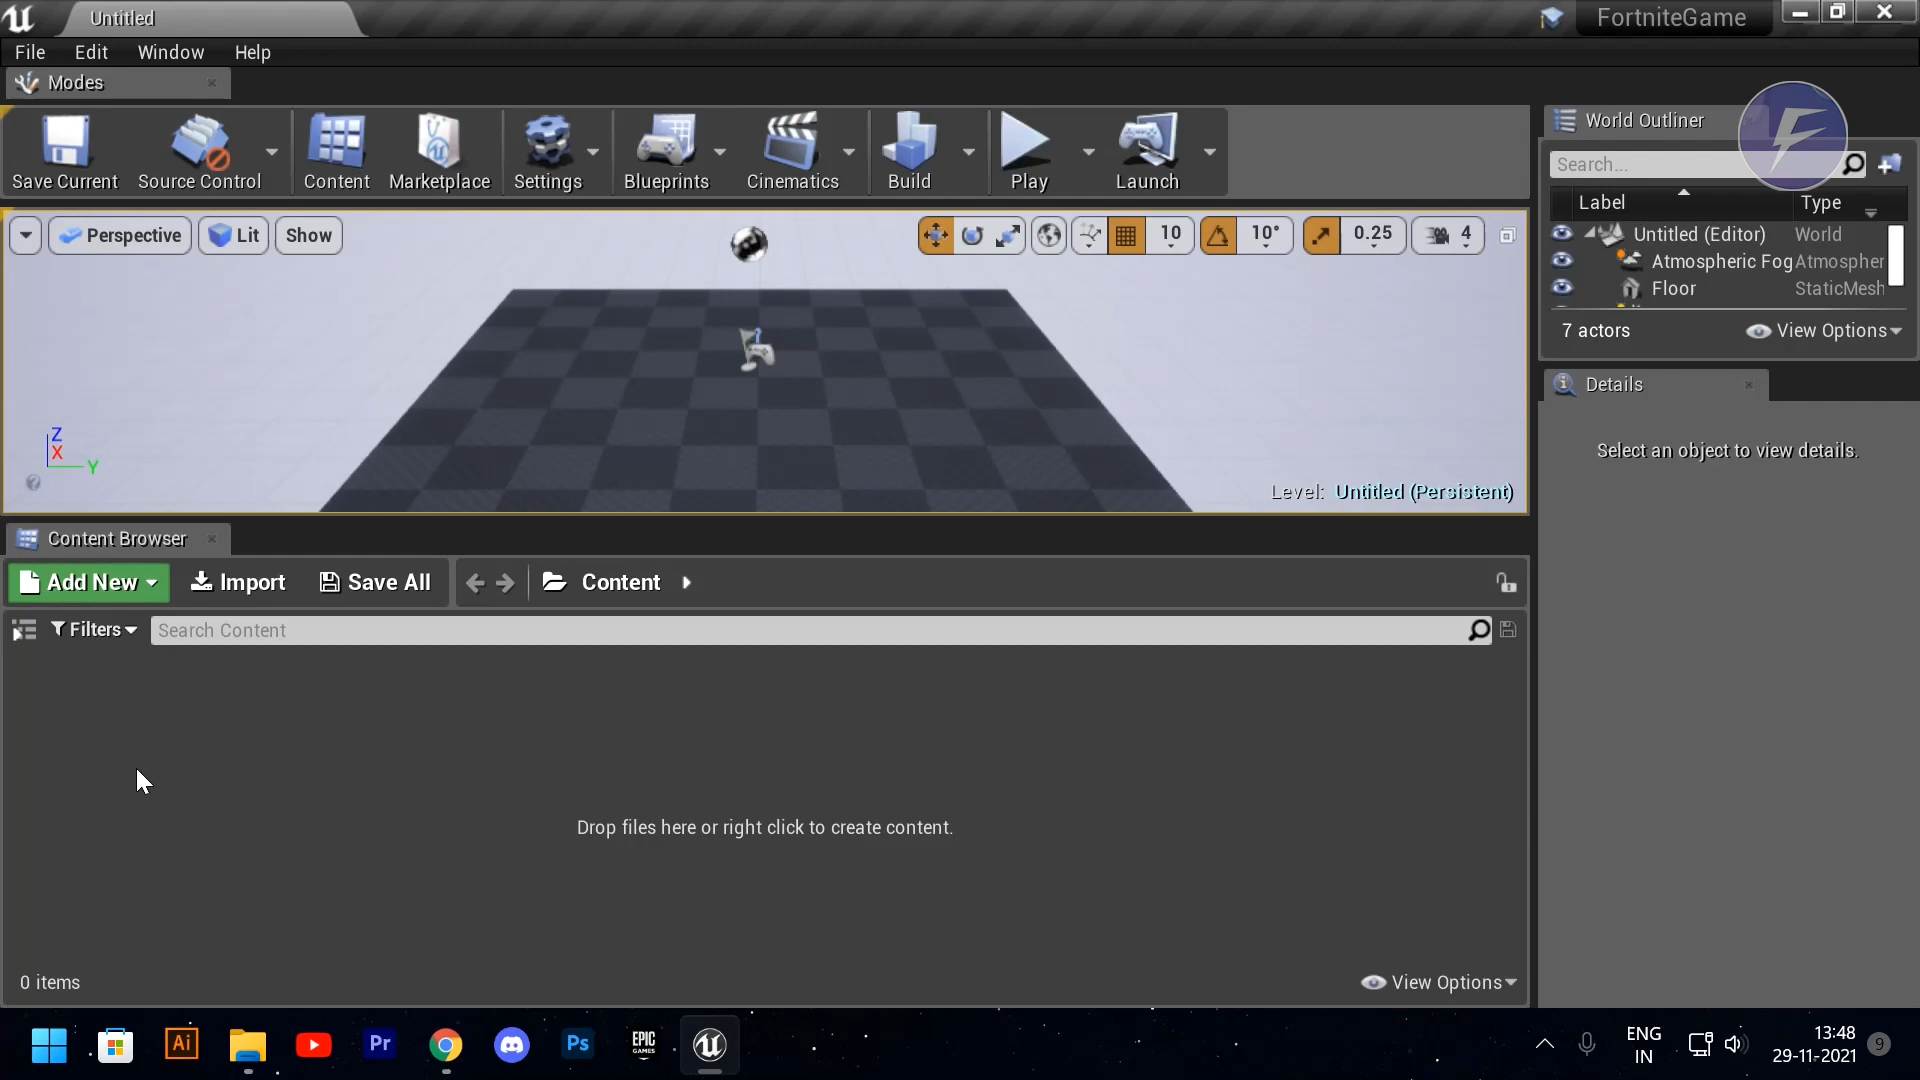 Untitled
FortniteGame
File Edit Window Help
Modes
Save Current Source Control Content Marketplace Settings Blueprints Cinematics Build Play Launch
World Outliner
Search...
Label Type
Perspective Lit Show 10 10° 0.25 4
Untitled (Editor) World
Atmospheric Fog Atmospher
Floor StaticMesh
7 actors View Options
Details
Select an object to view details.
Z
X
Y
Level: Untitled (Persistent)
Content Browser
Add New Import Save All Content
Filters Search Content
Drop files here or right click to create content.
0 items View Options
Ai Pr Ps EPIC GAMES
ENG
IN
13:48
29-11-2021
9